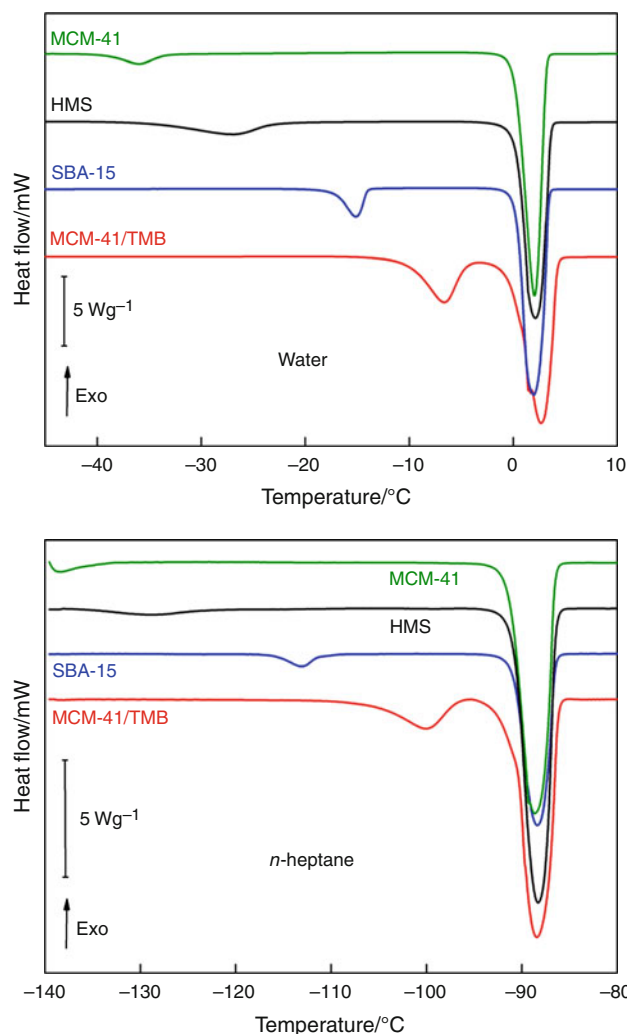 MCM-41
HMS
SBA-15
MCM-41/TMB
5 Wg–1
Exo
Water
Heat flow/mW
–40 –30 –20 –10 0 10
Temperature/°C
MCM-41
HMS
SBA-15
MCM-41/TMB
5 Wg–1
n-heptane
Exo
Heat flow/mW
–140 –130 –120 –110 –100 –90 –80
Temperature/°C